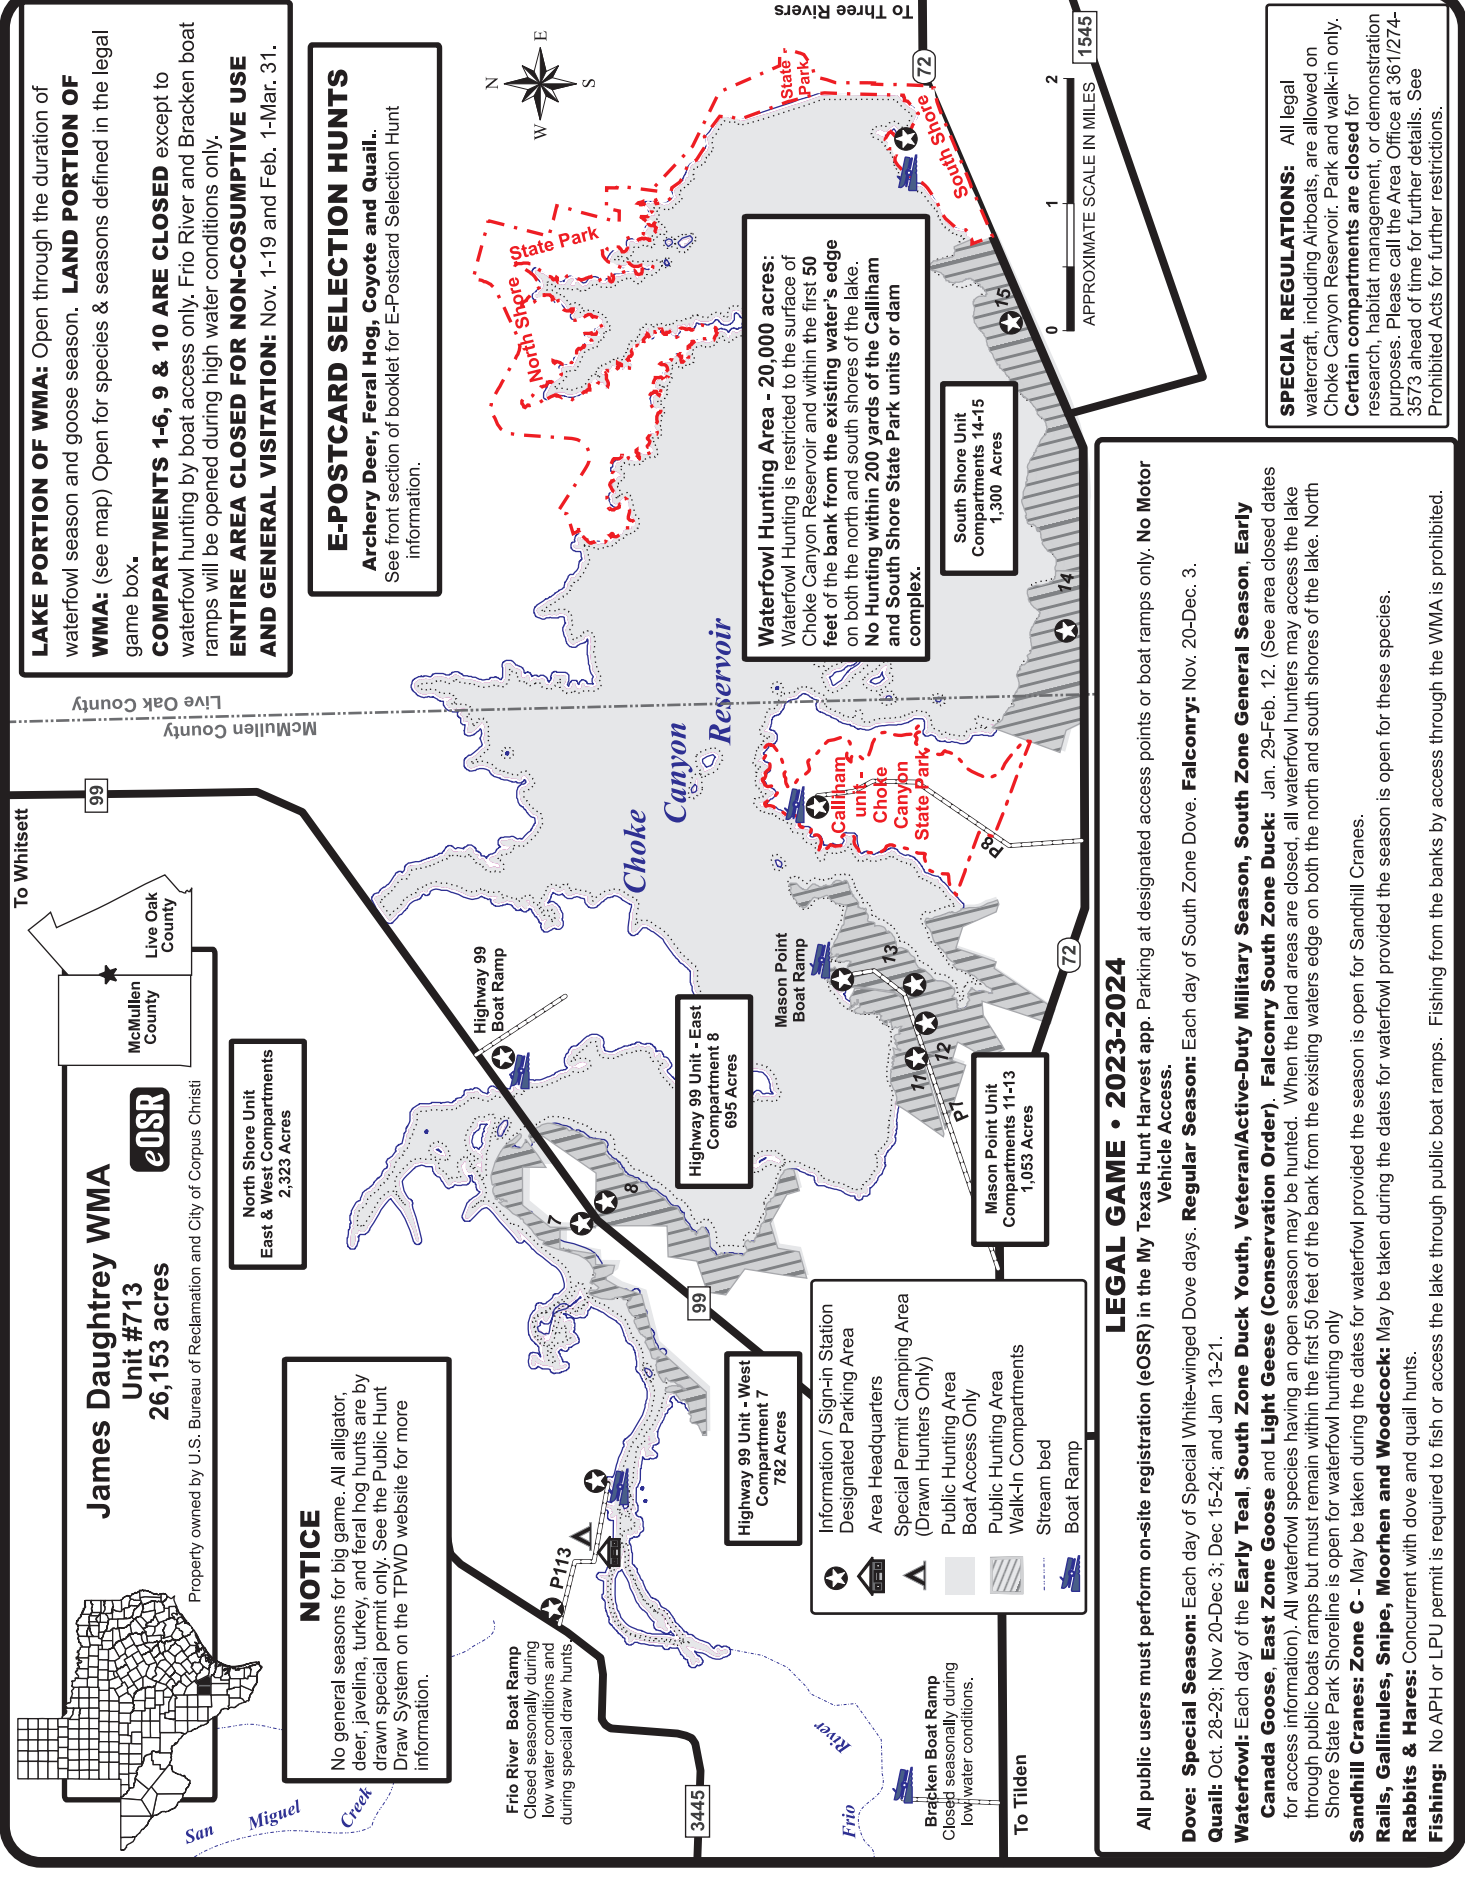 James Daughtrey WMA
Unit #713
26,153 acres
eOSR
Property owned by U.S. Bureau of Reclamation and City of Corpus Christi
McMullen
County
Live Oak
County
To Whitsett
99
McMullen County
Live Oak County
LAKE PORTION OF WMA: Open through the duration of
waterfowl season and goose season. LAND PORTION OF
WMA: (see map) Open for species & seasons defined in the legal
game box.
COMPARTMENTS 1-6, 9 & 10 ARE CLOSED except to
waterfowl hunting by boat access only. Frio River and Bracken boat
ramps will be opened during high water conditions only.
ENTIRE AREA CLOSED FOR NON-COSUMPTIVE USE
AND GENERAL VISITATION: Nov. 1-19 and Feb. 1-Mar. 31.
E-POSTCARD SELECTION HUNTS
Archery Deer, Feral Hog, Coyote and Quail.
See front section of booklet for E-Postcard Selection Hunt
information.
N
E
S
W
NOTICE
No general seasons for big game. All alligator,
deer, javelina, turkey, and feral hog hunts are by
drawn special permit only. See the Public Hunt
Draw System on the TPWD website for more
information.
North Shore Unit
East & West Compartments
2,323 Acres
San Miguel Creek
Highway 99
Boat Ramp
North Shore State Park
State
Park
Choke
Canyon
Reservoir
P113
7
8
99
Frio River Boat Ramp
Closed seasonally during
low water conditions and
during special draw hunts.
Highway 99 Unit - East
Compartment 8
695 Acres
Highway 99 Unit - West
Compartment 7
782 Acres
Mason Point
Boat Ramp
Waterfowl Hunting Area - 20,000 acres:
Waterfowl Hunting is restricted to the surface of
Choke Canyon Reservoir and within the first 50
feet of the bank from the existing water's edge
on both the north and south shores of the lake.
No Hunting within 200 yards of the Calliham
and South Shore State Park units or dam
complex.
To Three Rivers
72
South Shore
1545
3445
Frio River
Bracken Boat Ramp
Closed seasonally during
low water conditions.
To Tilden
Information / Sign-in Station
Designated Parking Area
Area Headquarters
Special Permit Camping Area
(Drawn Hunters Only)
Public Hunting Area
Boat Access Only
Public Hunting Area
Walk-In Compartments
Stream bed
Boat Ramp
11
12
13
P7
Mason Point Unit
Compartments 11-13
1,053 Acres
Calliham
unit -
Choke
Canyon
State Park
P8
72
South Shore Unit
Compartments 14-15
1,300 Acres
14
15
0 1 2
APPROXIMATE SCALE IN MILES
LEGAL GAME • 2023-2024
All public users must perform on-site registration (eOSR) in the My Texas Hunt Harvest app. Parking at designated access points or boat ramps only. No Motor
Vehicle Access.
Dove: Special Season: Each day of Special White-winged Dove days. Regular Season: Each day of South Zone Dove. Falconry: Nov. 20-Dec. 3.
Quail: Oct. 28-29; Nov 20-Dec 3; Dec 15-24; and Jan 13-21.
Waterfowl: Each day of the Early Teal, South Zone Duck Youth, Veteran/Active-Duty Military Season, South Zone General Season, Early
Canada Goose, East Zone Goose and Light Geese (Conservation Order). Falconry South Zone Duck: Jan. 29-Feb. 12. (See area closed dates
for access information). All waterfowl species having an open season may be hunted. When the land areas are closed, all waterfowl hunters may access the lake
through public boats ramps but must remain within the first 50 feet of the bank from the existing waters edge on both the north and south shores of the lake. North
Shore State Park Shoreline is open for waterfowl hunting only
Sandhill Cranes: Zone C - May be taken during the dates for waterfowl provided the season is open for Sandhill Cranes.
Rails, Gallinules, Snipe, Moorhen and Woodcock: May be taken during the dates for waterfowl provided the season is open for these species.
Rabbits & Hares: Concurrent with dove and quail hunts.
Fishing: No APH or LPU permit is required to fish or access the lake through public boat ramps. Fishing from the banks by access through the WMA is prohibited.
SPECIAL REGULATIONS: All legal
watercraft, including Airboats, are allowed on
Choke Canyon Reservoir. Park and walk-in only.
Certain compartments are closed for
research, habitat management, or demonstration
purposes. Please call the Area Office at 361/274-
3573 ahead of time for further details. See
Prohibited Acts for further restrictions.